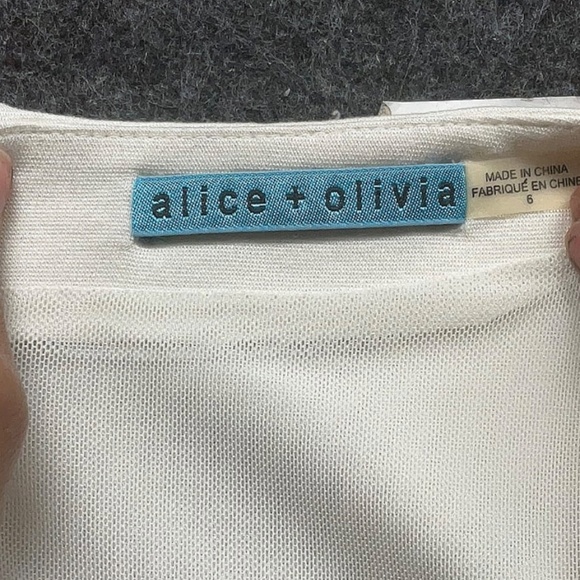 alice + olivia
MADE IN CHINA
FABRIQUÉ EN CHINE
6